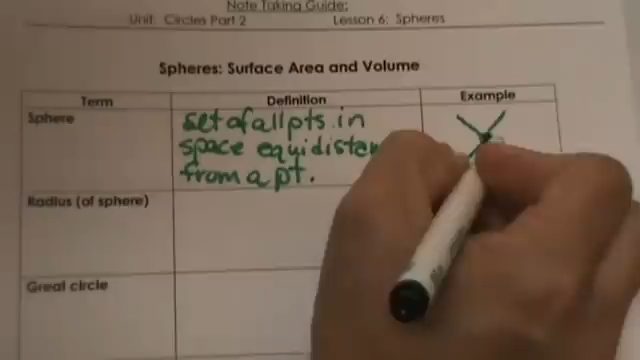 Note Taking Guide:
Unit: Circles Part 2 Lesson 6: Spheres
Spheres: Surface Area and Volume
Term Definition Example
Sphere set of all pts. in
space equidistan
from a pt.
Radius (of sphere)
Great circle